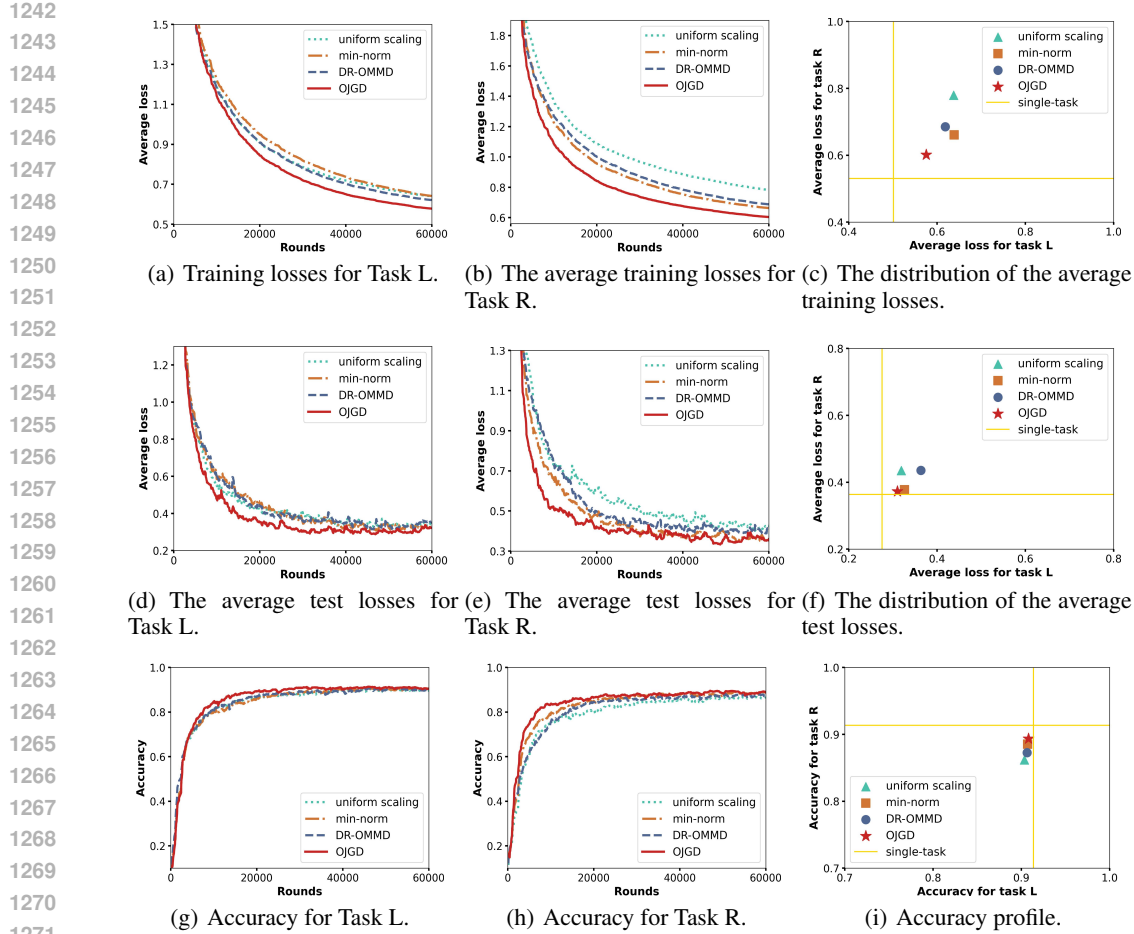 1242
1243
1244
1245
1246
1247
1248
1249
1250
1251
1252
1253
1254
1255
1256
1257
1258
1259
1260
1261
1262
1263
1264
1265
1266
1267
1268
1269
1270
1271
1.5
1.3
1.1
0.9
0.7
0.5
Average loss
0 20000 40000 60000
Rounds
uniform scaling
min-norm
DR-OMMD
OJGD
(a) Training losses for Task L.
1.8
1.6
1.4
1.2
1.0
0.8
0.6
Average loss
0 20000 40000 60000
Rounds
uniform scaling
min-norm
DR-OMMD
OJGD
(b) The average training losses for
Task R.
1.0
0.8
0.6
0.4
Average loss for task R
0.4 0.6 0.8 1.0
Average loss for task L
uniform scaling
min-norm
DR-OMMD
OJGD
single-task
(c) The distribution of the average
training losses.
1.2
1.0
0.8
0.6
0.4
0.2
Average loss
0 20000 40000 60000
Rounds
uniform scaling
min-norm
DR-OMMD
OJGD
(d) The average test losses for
Task L.
1.3
1.1
0.9
0.7
0.5
0.3
Average loss
0 20000 40000 60000
Rounds
uniform scaling
min-norm
DR-OMMD
OJGD
(e) The average test losses for
Task R.
0.8
0.6
0.4
0.2
Average loss for task R
0.2 0.4 0.6 0.8
Average loss for task L
uniform scaling
min-norm
DR-OMMD
OJGD
single-task
(f) The distribution of the average
test losses.
1.0
0.8
0.6
0.4
0.2
Accuracy
0 20000 40000 60000
Rounds
uniform scaling
min-norm
DR-OMMD
OJGD
(g) Accuracy for Task L.
1.0
0.8
0.6
0.4
0.2
Accuracy
0 20000 40000 60000
Rounds
uniform scaling
min-norm
DR-OMMD
OJGD
(h) Accuracy for Task R.
1.0
0.9
0.8
0.7
Accuracy for task R
0.7 0.8 0.9 1.0
Accuracy for task L
uniform scaling
min-norm
DR-OMMD
OJGD
single-task
(i) Accuracy profile.